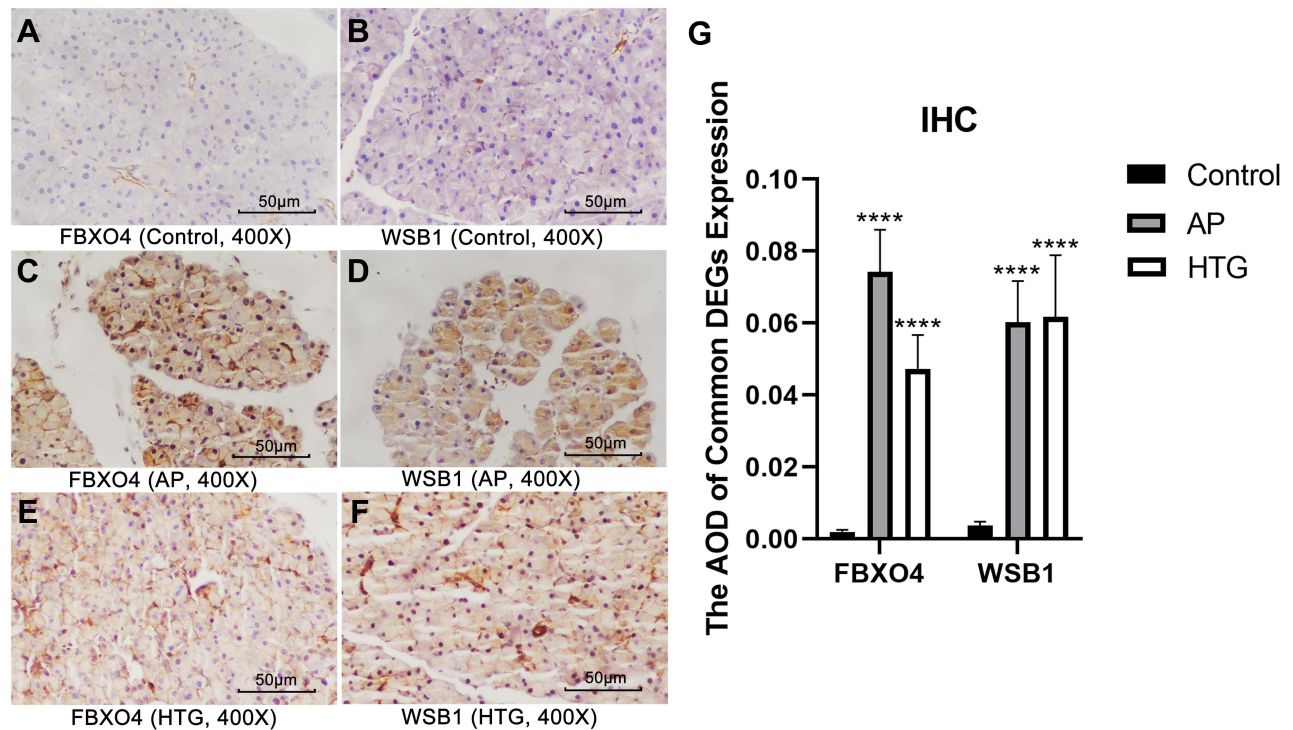 A
50μm
FBXO4 (Control, 400X)
B
50μm
WSB1 (Control, 400X)
C
50μm
FBXO4 (AP, 400X)
D
50μm
WSB1 (AP, 400X)
E
50μm
FBXO4 (HTG, 400X)
F
50μm
WSB1 (HTG, 400X)
G
IHC
The AOD of Common DEGs Expression
0.10
0.08
0.06
0.04
0.02
0.00
****
****
****
****
FBXO4
WSB1
Control
AP
HTG